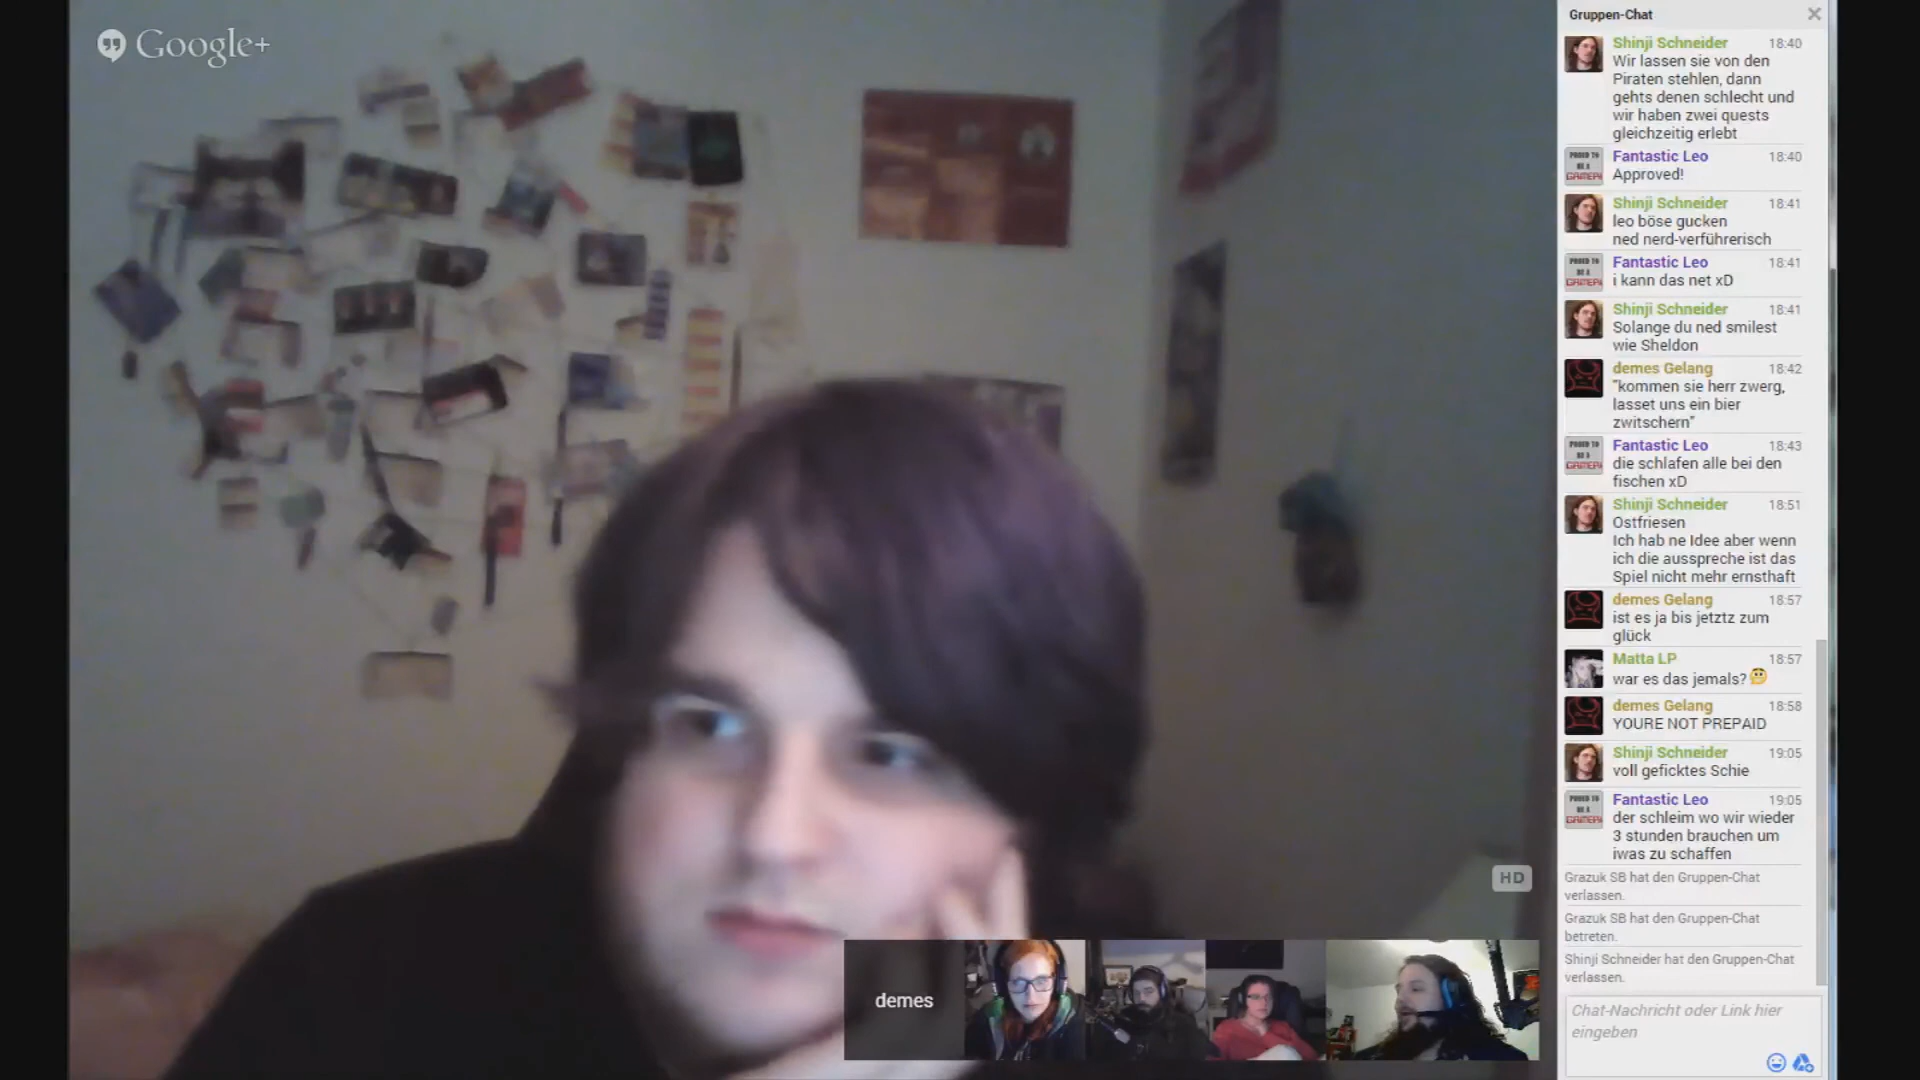 Google+
Gruppen-Chat
Shinji Schneider 18:40
Wir lassen sie von den
Piraten stehlen, dann
gehts denen schlecht und
wir haben zwei quests
gleichzeitig erlebt
Fantastic Leo 18:40
Approved!
Shinji Schneider 18:41
leo böse gucken
ned nerd-verführerisch
Fantastic Leo 18:41
i kann das net xD
Shinji Schneider 18:41
Solange du ned smilest
wie Sheldon
demes Gelang 18:42
"kommen sie herr zwerg,
lasset uns ein bier
zwitschern"
Fantastic Leo 18:43
die schlafen alle bei den
fischen xD
Shinji Schneider 18:51
Ostfriesen
Ich hab ne Idee aber wenn
ich die ausspreche ist das
Spiel nicht mehr ernsthaft
demes Gelang 18:57
ist es ja bis jetztz zum
glück
Matta LP 18:57
war es das jemals?
demes Gelang 18:58
YOURE NOT PREPAID
Shinji Schneider 19:05
voll geficktes Schie
Fantastic Leo 19:05
der schleim wo wir wieder
3 stunden brauchen um
iwas zu schaffen
Grazuk SB hat den Gruppen-Chat
verlassen.
Grazuk SB hat den Gruppen-Chat
betreten.
Shinji Schneider hat den Gruppen-Chat
verlassen.
Chat-Nachricht oder Link hier
eingeben
HD
demes